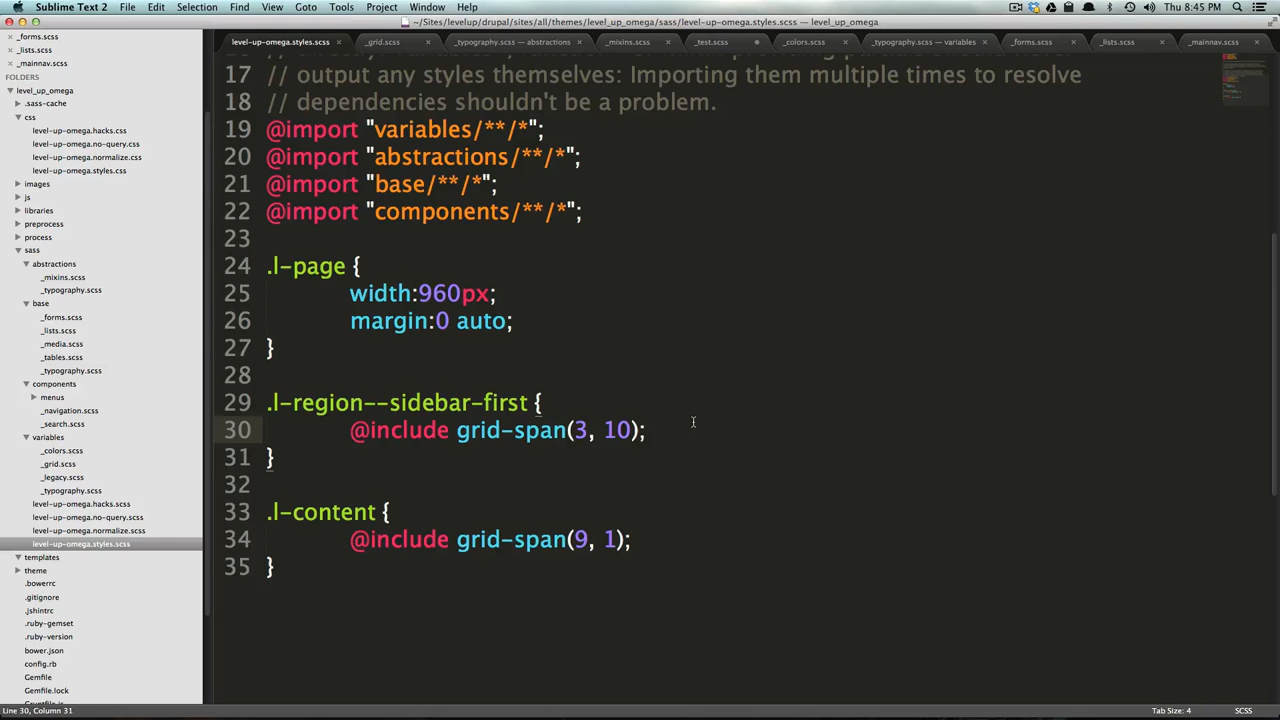 Sublime Text 2 File Edit Selection Find View Goto Tools Project Window Help Thu 8:45 PM
~/Sites/levelup/drupal/sites/all/themes/level_up_omega/sass/level-up-omega.styles.scss — level_up_omega
level-up-omega.styles.scss × _grid.scss × _typography.scss — abstractions × _mixins.scss × _test.scss _colors.scss × _typography.scss — variables × _forms.scss × _lists.scss × _mainnav.scss ×
× _forms.scss
× _lists.scss
× _mainnav.scss
FOLDERS
level_up_omega
.sass-cache
css
level-up-omega.hacks.css
level-up-omega.no-query.css
level-up-omega.normalize.css
level-up-omega.styles.css
images
js
libraries
preprocess
process
sass
abstractions
_mixins.scss
_typography.scss
base
_forms.scss
_lists.scss
_media.scss
_tables.scss
_typography.scss
components
menus
_navigation.scss
_search.scss
variables
_colors.scss
_grid.scss
_legacy.scss
_typography.scss
level-up-omega.hacks.scss
level-up-omega.no-query.scss
level-up-omega.normalize.scss
level-up-omega.styles.scss
templates
theme
.bowerrc
.gitignore
.jshintrc
.ruby-gemset
.ruby-version
bower.json
config.rb
Gemfile
Gemfile.lock
17 // output any styles themselves: Importing them multiple times to resolve
18 // dependencies shouldn't be a problem.
19 @import "variables/**/*";
20 @import "abstractions/**/*";
21 @import "base/**/*";
22 @import "components/**/*";
23
24 .l-page {
25 width:960px;
26 margin:0 auto;
27 }
28
29 .l-region--sidebar-first {
30 @include grid-span(3, 10);
31 }
32
33 .l-content {
34 @include grid-span(9, 1);
35 }
Line 30, Column 31 Tab Size: 4 SCSS